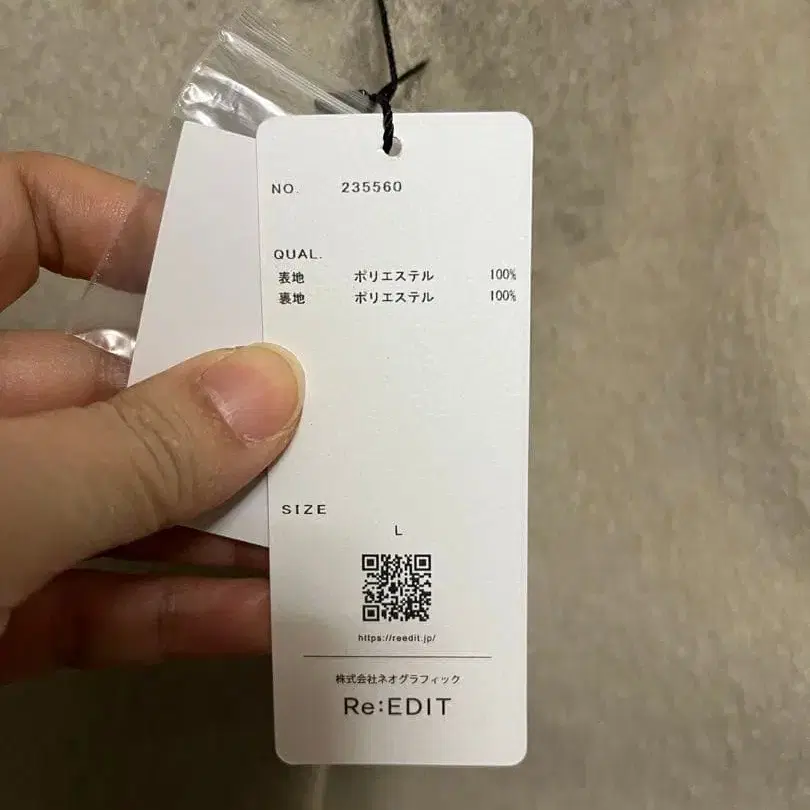 NO. 235560
QUAL.
表地 ポリエステル 100%
裏地 ポリエステル 100%
SIZE
L
https://reedit.jp/
株式会社ネオグラフィック
Re:EDIT